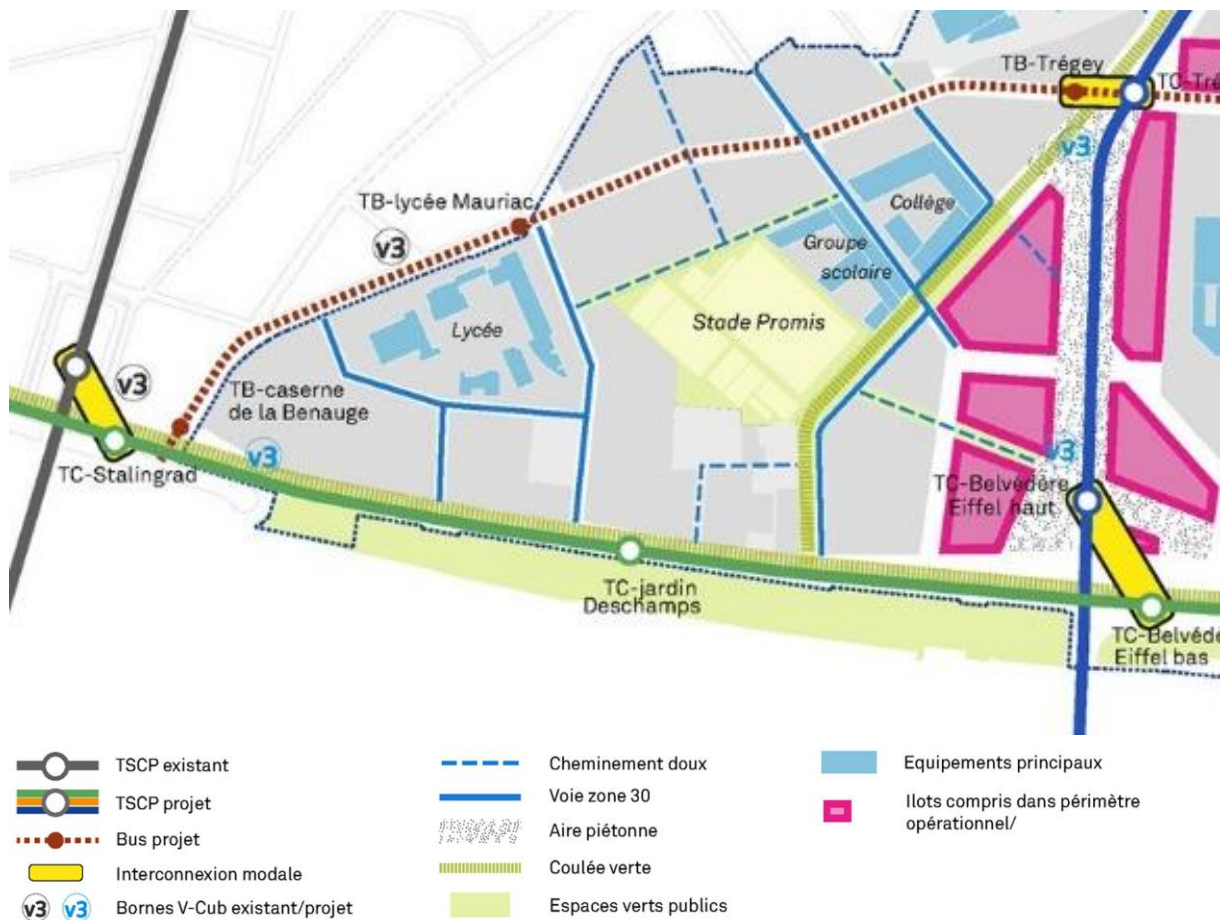 TB-Trégey
TC-Tré
v3
TB-lycée Mauriac
v3
Collège
Groupe
scolaire
Stade Promis
Lycée
v3
TB-caserne
de la Benauge
v3
TC-Stalingrad
v3
TC-Belvédère
Eiffel haut
TC-jardin
Deschamps
TC-Belvédè
Eiffel bas
TSCP existant
TSCP projet
Bus projet
Interconnexion modale
v3 v3 Bornes V-Cub existant/projet
Cheminement doux
Voie zone 30
Aire piétonne
Coulée verte
Espaces verts publics
Equipements principaux
Ilots compris dans périmètre
opérationnel/